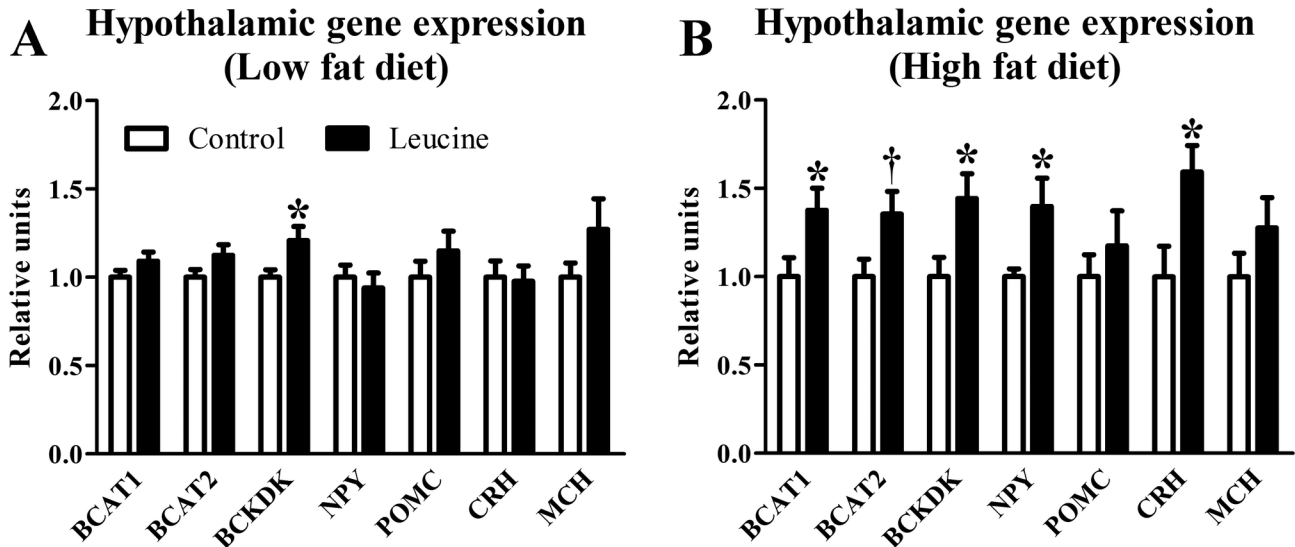 A
Hypothalamic gene expression
(Low fat diet)
Relative units
2.0
1.5
1.0
0.5
0.0
Control
Leucine
*
BCAT1
BCAT2
BCKDK
NPY
POMC
CRH
MCH
B
Hypothalamic gene expression
(High fat diet)
Relative units
2.0
1.5
1.0
0.5
0.0
*
†
*
*
*
BCAT1
BCAT2
BCKDK
NPY
POMC
CRH
MCH